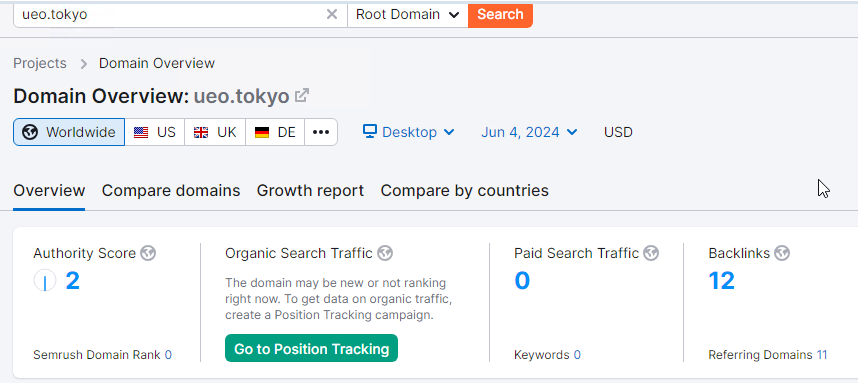 ueo.tokyo Root Domain Search
Projects Domain Overview
Domain Overview: ueo.tokyo
Worldwide US UK DE Desktop Jun 4, 2024 USD
Overview Compare domains Growth report Compare by countries
Authority Score
2
Semrush Domain Rank 0
Organic Search Traffic
The domain may be new or not ranking
right now. To get data on organic traffic,
create a Position Tracking campaign.
Go to Position Tracking
Paid Search Traffic
0
Keywords 0
Backlinks
12
Referring Domains 11